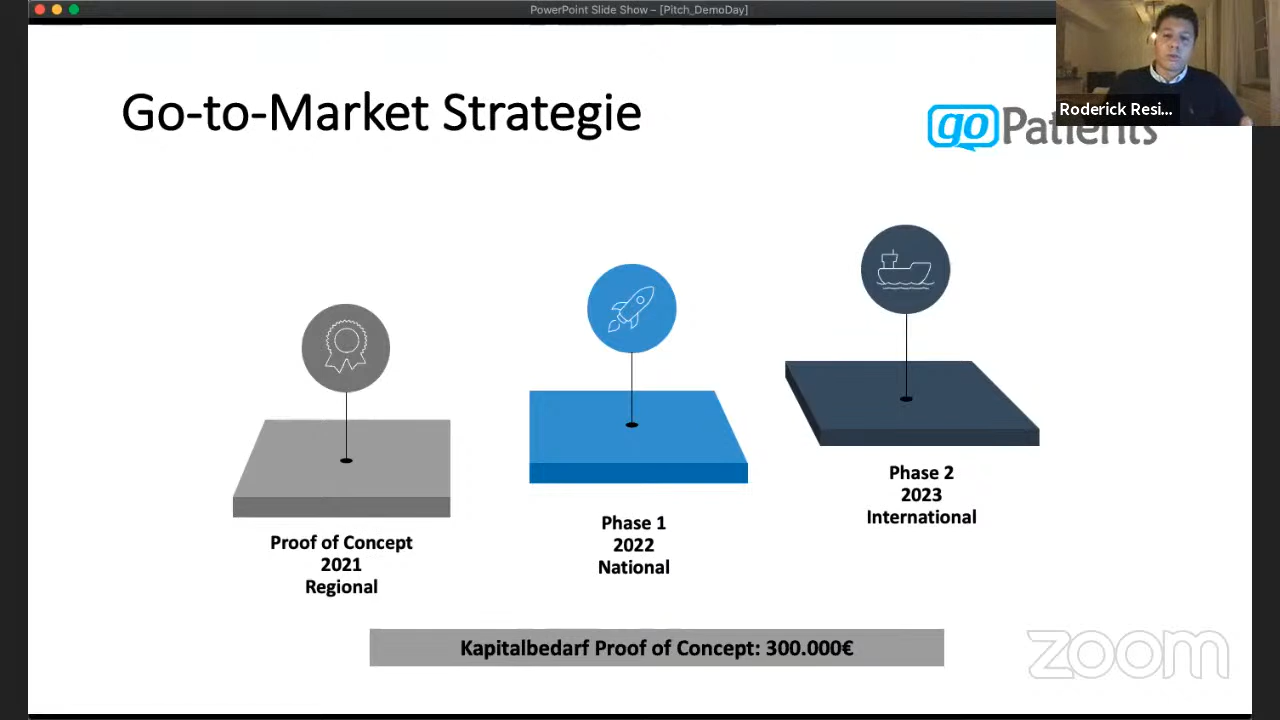 PowerPoint Slide Show – [Pitch_DemoDay]
Go-to-Market Strategie
goPatients
Roderick Resi...
Proof of Concept
2021
Regional
Phase 1
2022
National
Phase 2
2023
International
Kapitalbedarf Proof of Concept: 300.000€
zoom